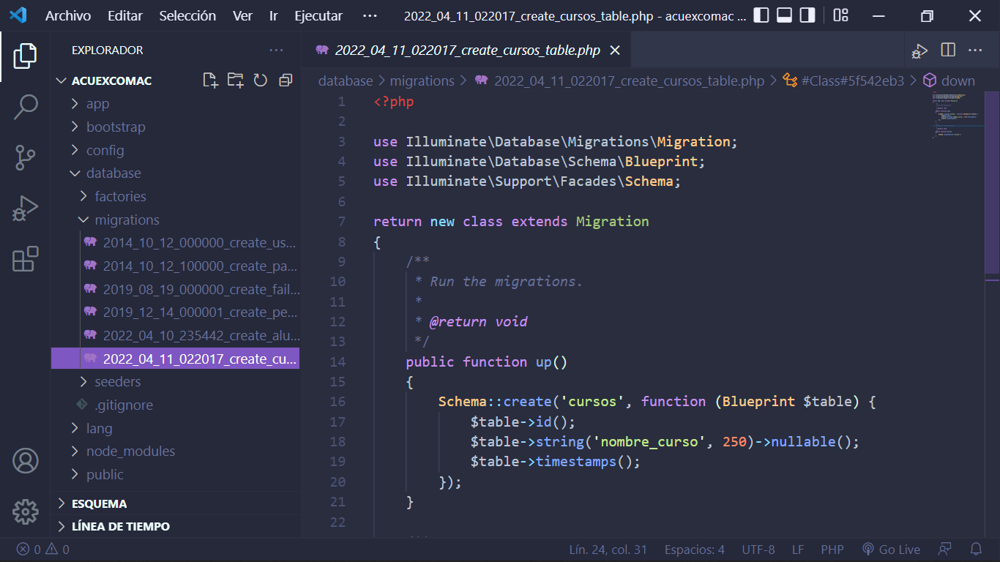 Archivo Editar Selección Ver Ir Ejecutar ··· 2022_04_11_022017_create_cursos_table.php - acuexcomac ...
EXPLORADOR ···
ACUEXCOMAC
app
bootstrap
config
database
factories
migrations
2014_10_12_000000_create_us...
2014_10_12_100000_create_pa...
2019_08_19_000000_create_fail...
2019_12_14_000001_create_pe...
2022_04_10_235442_create_alu...
2022_04_11_022017_create_cu...
seeders
.gitignore
lang
node_modules
public
ESQUEMA
LÍNEA DE TIEMPO
2022_04_11_022017_create_cursos_table.php
database > migrations > 2022_04_11_022017_create_cursos_table.php > #Class#5f542eb3 > down
1 <?php
2
3 use Illuminate\Database\Migrations\Migration;
4 use Illuminate\Database\Schema\Blueprint;
5 use Illuminate\Support\Facades\Schema;
6
7 return new class extends Migration
8 {
9 /**
10 * Run the migrations.
11 *
12 * @return void
13 */
14 public function up()
15 {
16 Schema::create('cursos', function (Blueprint $table) {
17 $table->id();
18 $table->string('nombre_curso', 250)->nullable();
19 $table->timestamps();
20 });
21 }
22
0 0 Lín. 24, col. 31 Espacios: 4 UTF-8 LF PHP Go Live